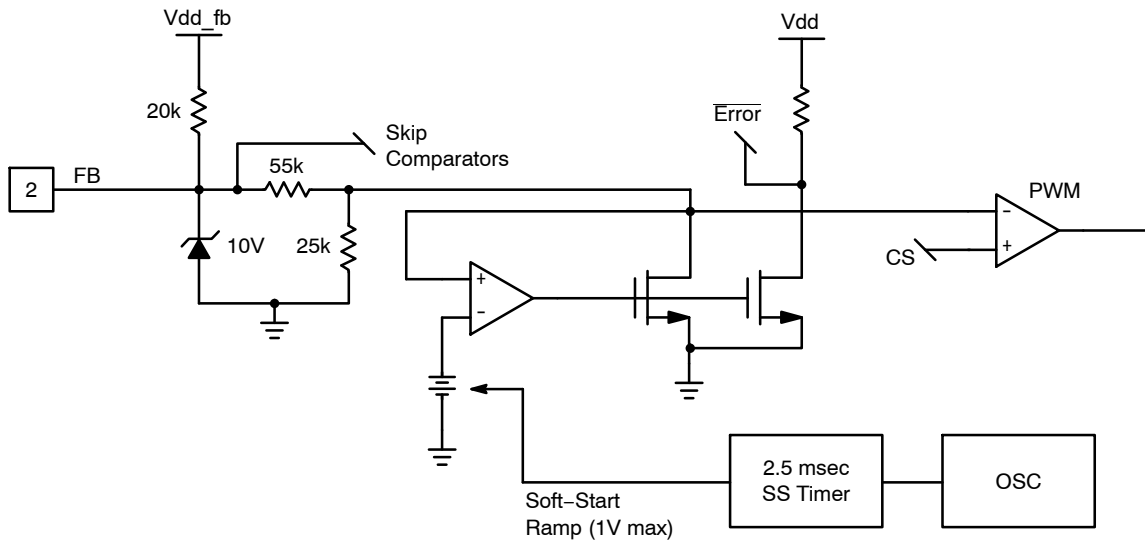 Vdd_fb
Vdd
20k
Error
Skip
Comparators
2
FB
55k
PWM
10V
25k
CS
+
-
-
+
2.5 msec
SS Timer
OSC
Soft-Start
Ramp (1V max)